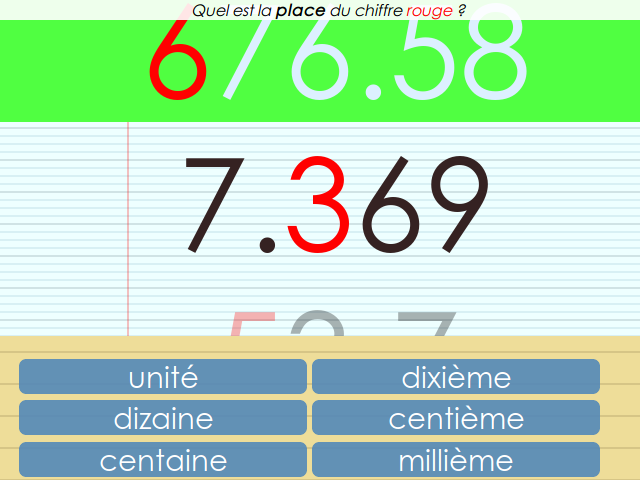 Quel est la place du chiffre rouge ?
676.58
7.369
unité
dixième
dizaine
centième
centaine
millième